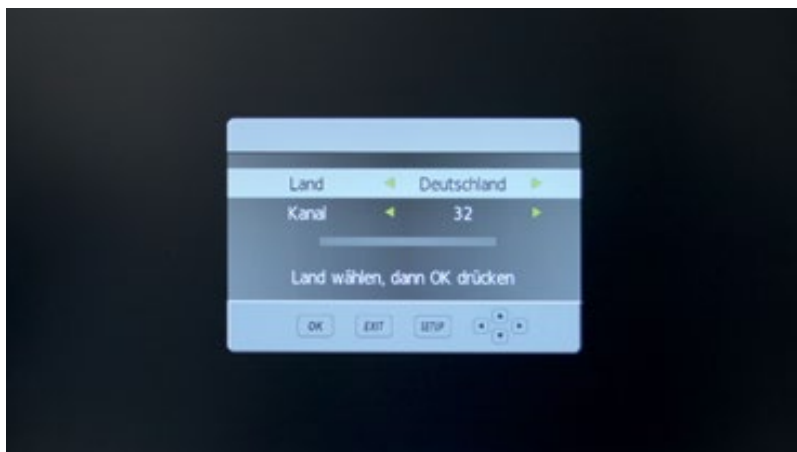 Land Deutschland
Kanal 32
Land wählen, dann OK drücken
OK EXIT SETUP